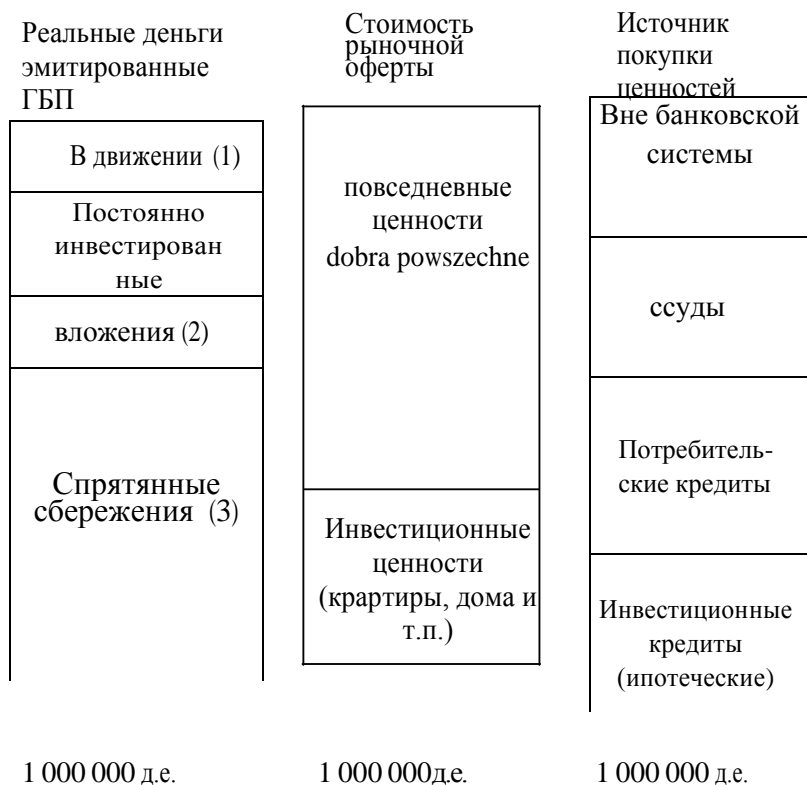 Реальные деньги
эмитированные
ГБП
В движении (1)
Постоянно
инвестирован
ные
вложения (2)
Спрятянные
сбережения (3)
1 000 000 д.е.
Стоимость
рыночной
оферты
повседневные
ценности
dobra powszechne
Инвестиционные
ценности
(крартиры, дома и
т.п.)
1 000 000д.е.
Источник
покупки
ценностей
Вне банковской
системы
ссуды
Потребитель-
ские кредиты
Инвестиционные
кредиты
(ипотеческие)
1 000 000 д.е.